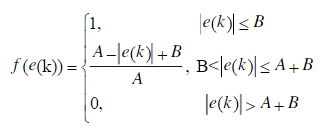 f(e(k)) = { 1, |e(k)| ≤ B
(A−|e(k)|+B)/A, B<|e(k)| ≤ A+B
0, |e(k)| > A+B